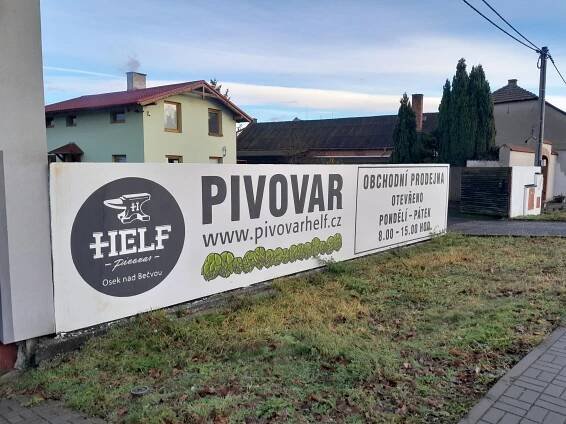 H
HELF
Pivovar
Osek nad Bečvou
PIVOVAR
www.pivovarhelf.cz
OBCHODNÍ PRODEJNA
OTEVŘENO
PONDĚLÍ - PÁTEK
8.00 - 15.00 HOD.